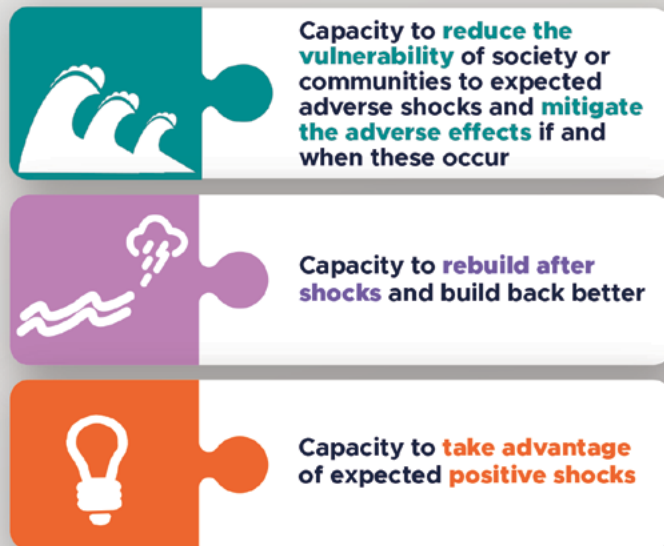 Capacity to reduce the
vulnerability of society or
communities to expected
adverse shocks and mitigate
the adverse effects if and
when these occur
Capacity to rebuild after
shocks and build back better
Capacity to take advantage
of expected positive shocks